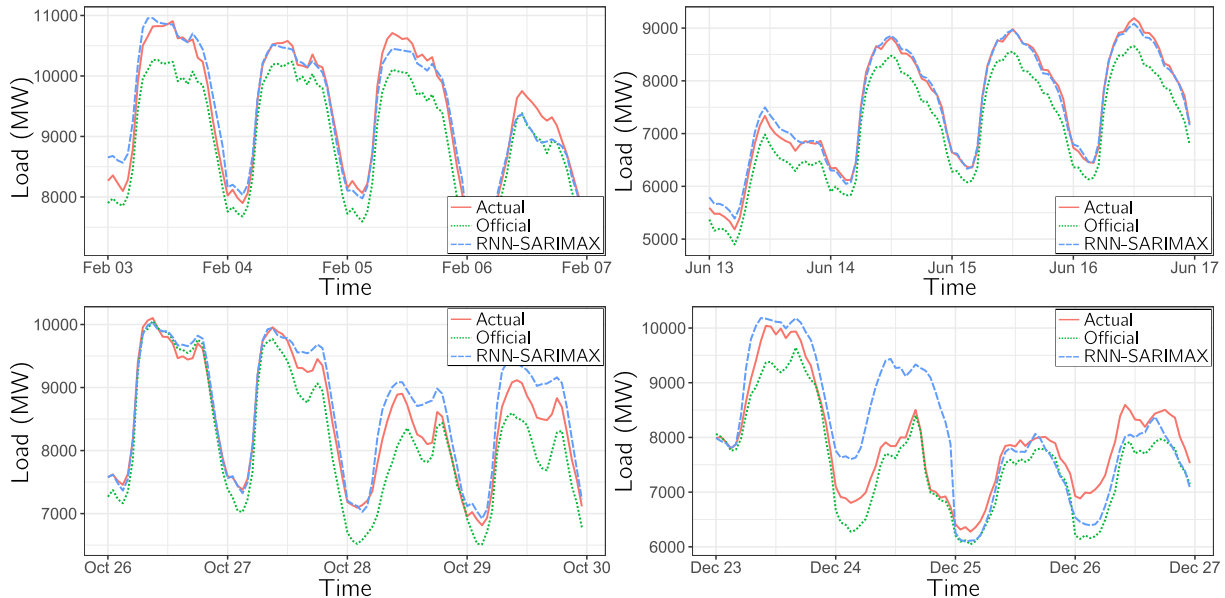 11000
10000
9000
8000
Load (MW)
Actual
Official
RNN-SARIMAX
Feb 03
Feb 04
Feb 05
Feb 06
Feb 07
Time
9000
8000
7000
6000
5000
Load (MW)
Actual
Official
RNN-SARIMAX
Jun 13
Jun 14
Jun 15
Jun 16
Jun 17
Time
10000
9000
8000
7000
Load (MW)
Actual
Official
RNN-SARIMAX
Oct 26
Oct 27
Oct 28
Oct 29
Oct 30
Time
10000
9000
8000
7000
6000
Load (MW)
Actual
Official
RNN-SARIMAX
Dec 23
Dec 24
Dec 25
Dec 26
Dec 27
Time